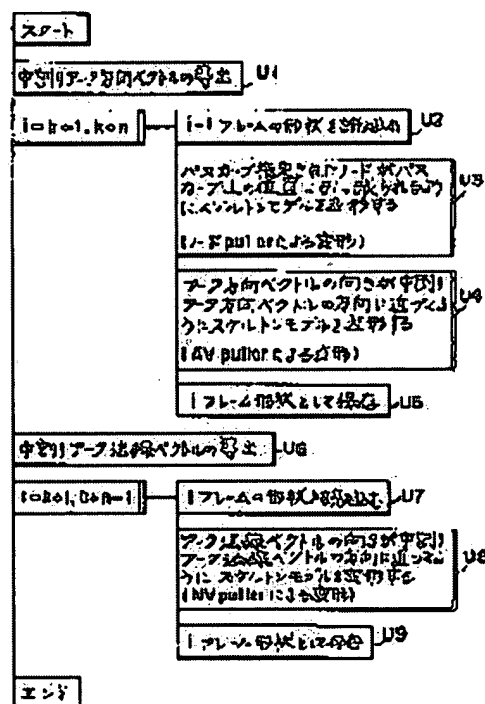 スタート
中割りアーク方向ベクトルの算出 U1
i=k+1, k+n
i-1フレームの形状を読込む U2
パスカーブ指定されたノードがパス
カーブ上の位置に引っ張られるよう
にスケルトンモデルを変形する
(ノードpullerによる変形) U3
アーク方向ベクトルの向きが中割り
アーク方向ベクトルの方向に近づくよ
うにスケルトンモデルを変形する
(AV pullerによる変形) U4
iフレーム形状として保存 U5
中割りアーク法線ベクトルの算出 U6
i=k+1, k+n-1
iフレームの形状を読込む U7
アーク法線ベクトルの向きが中割り
アーク法線ベクトルの方向に近づくよ
うにスケルトンモデルを変形する
(NV pullerによる変形) U8
iフレーム形状として保存 U9
エンド